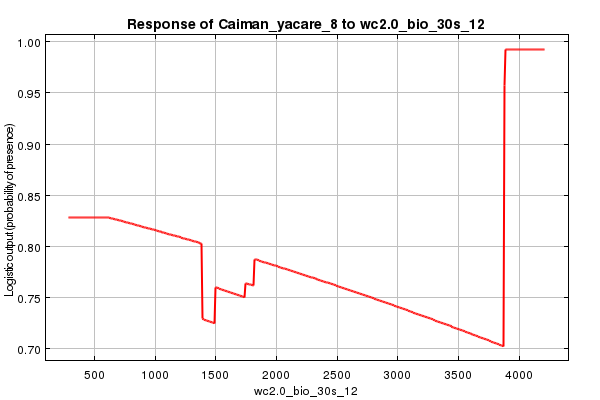 Response of Caiman_yacare_8 to wc2.0_bio_30s_12
Logistic output (probability of presence)
1.00
0.95
0.90
0.85
0.80
0.75
0.70
500 1000 1500 2000 2500 3000 3500 4000
wc2.0_bio_30s_12